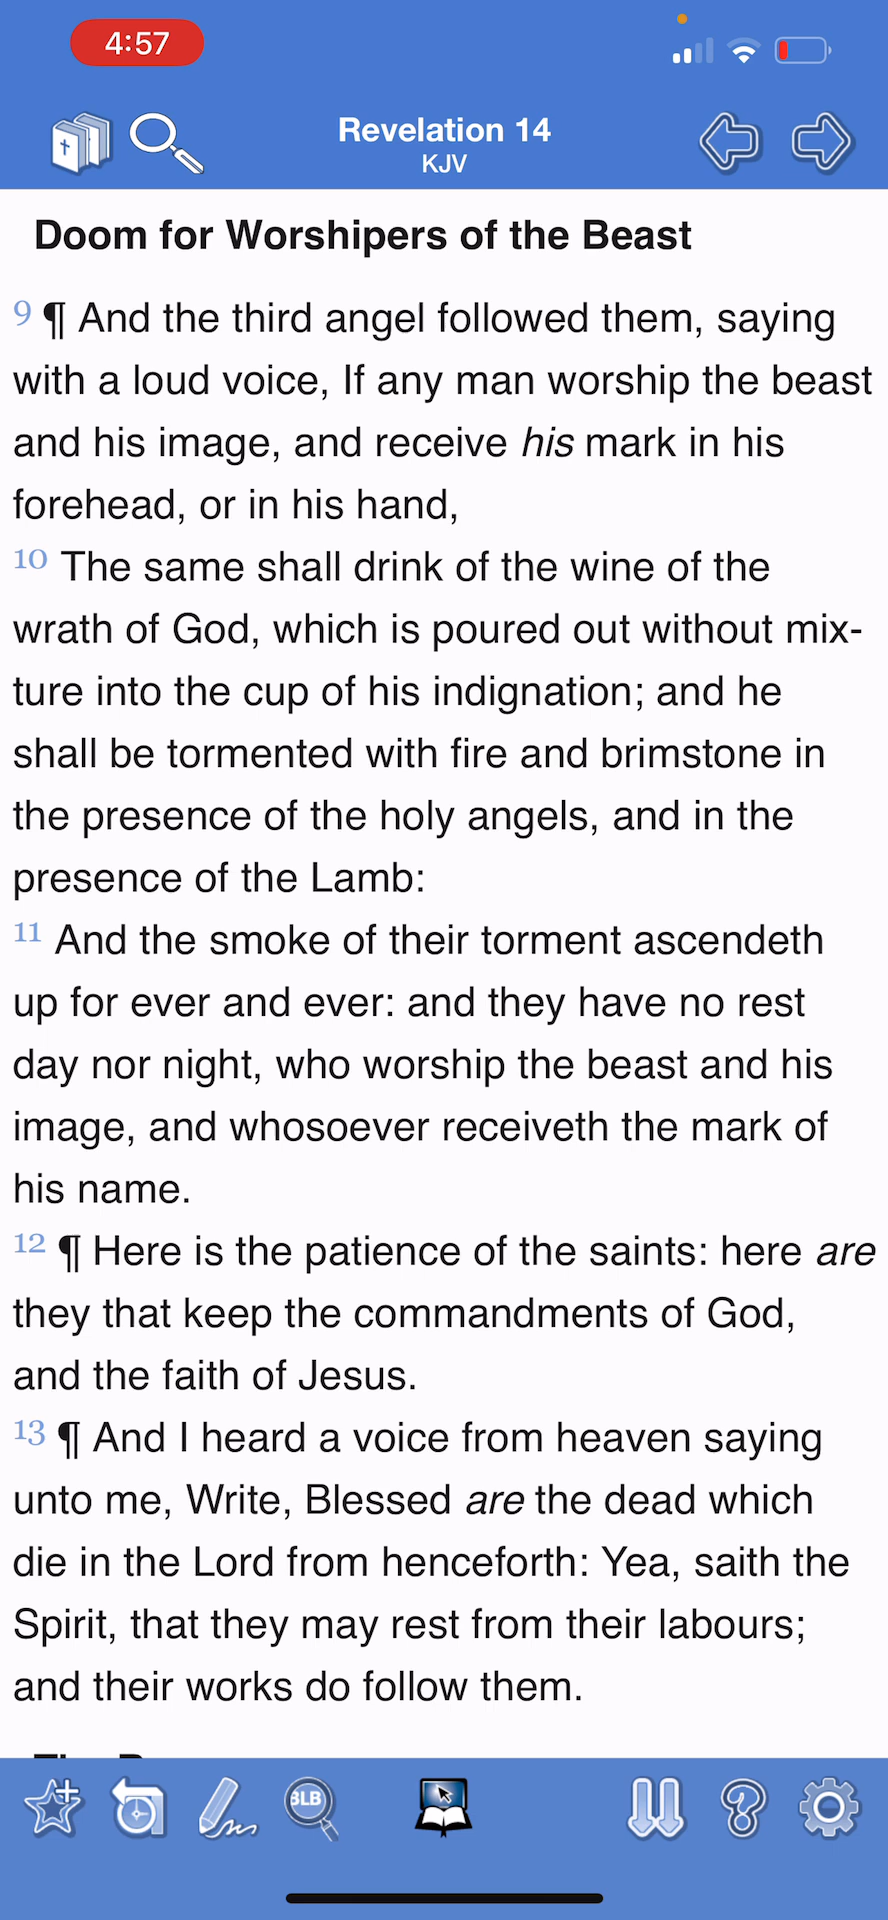 4:57
Revelation 14
KJV
Doom for Worshipers of the Beast
9 ¶ And the third angel followed them, saying
with a loud voice, If any man worship the beast
and his image, and receive his mark in his
forehead, or in his hand,
10 The same shall drink of the wine of the
wrath of God, which is poured out without mix-
ture into the cup of his indignation; and he
shall be tormented with fire and brimstone in
the presence of the holy angels, and in the
presence of the Lamb:
11 And the smoke of their torment ascendeth
up for ever and ever: and they have no rest
day nor night, who worship the beast and his
image, and whosoever receiveth the mark of
his name.
12 ¶ Here is the patience of the saints: here are
they that keep the commandments of God,
and the faith of Jesus.
13 ¶ And I heard a voice from heaven saying
unto me, Write, Blessed are the dead which
die in the Lord from henceforth: Yea, saith the
Spirit, that they may rest from their labours;
and their works do follow them.
BLB